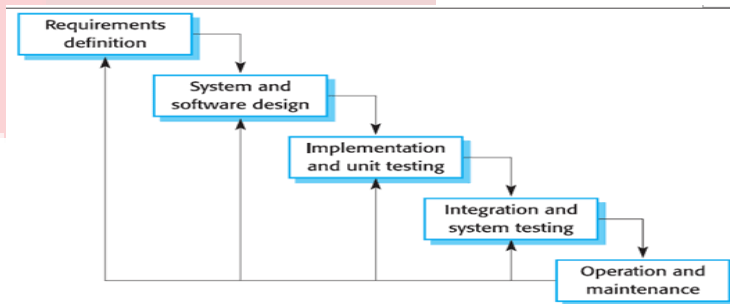 Requirements
definition
System and
software design
Implementation
and unit testing
Integration and
system testing
Operation and
maintenance